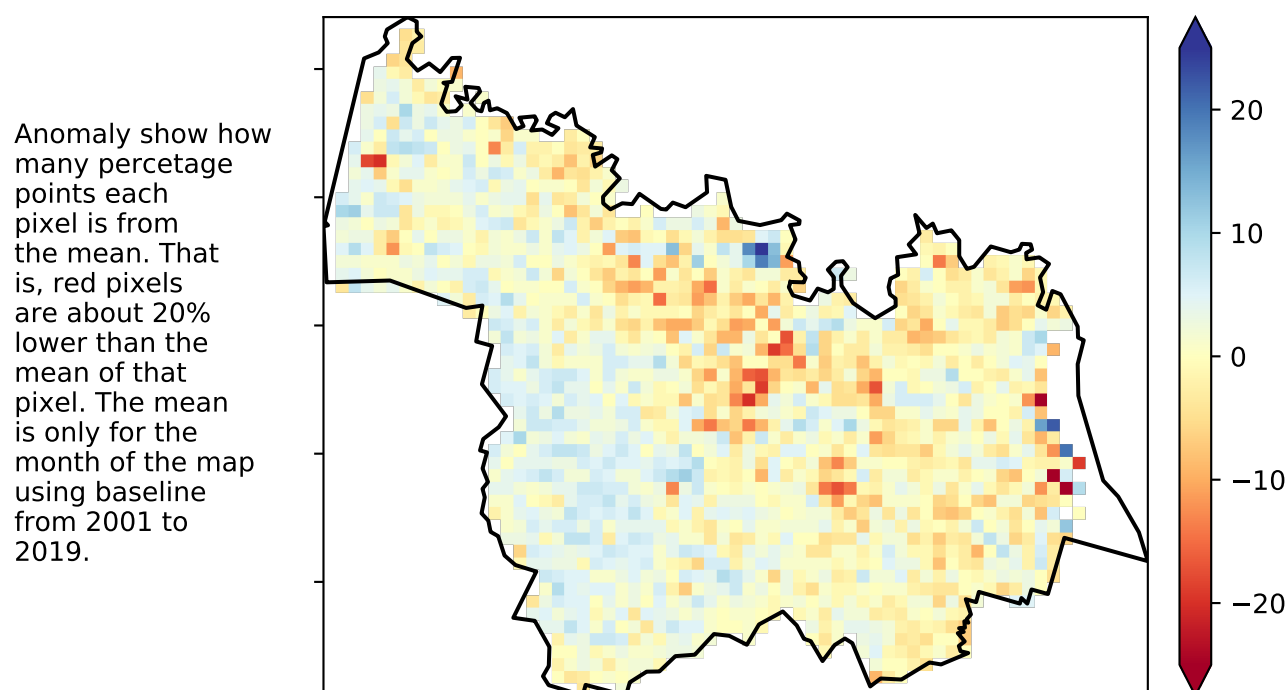 Anomaly show how
many percetage
points each
pixel is from
the mean. That
is, red pixels
are about 20%
lower than the
mean of that
pixel. The mean
is only for the
month of the map
using baseline
from 2001 to
2019.
20
10
0
−10
−20